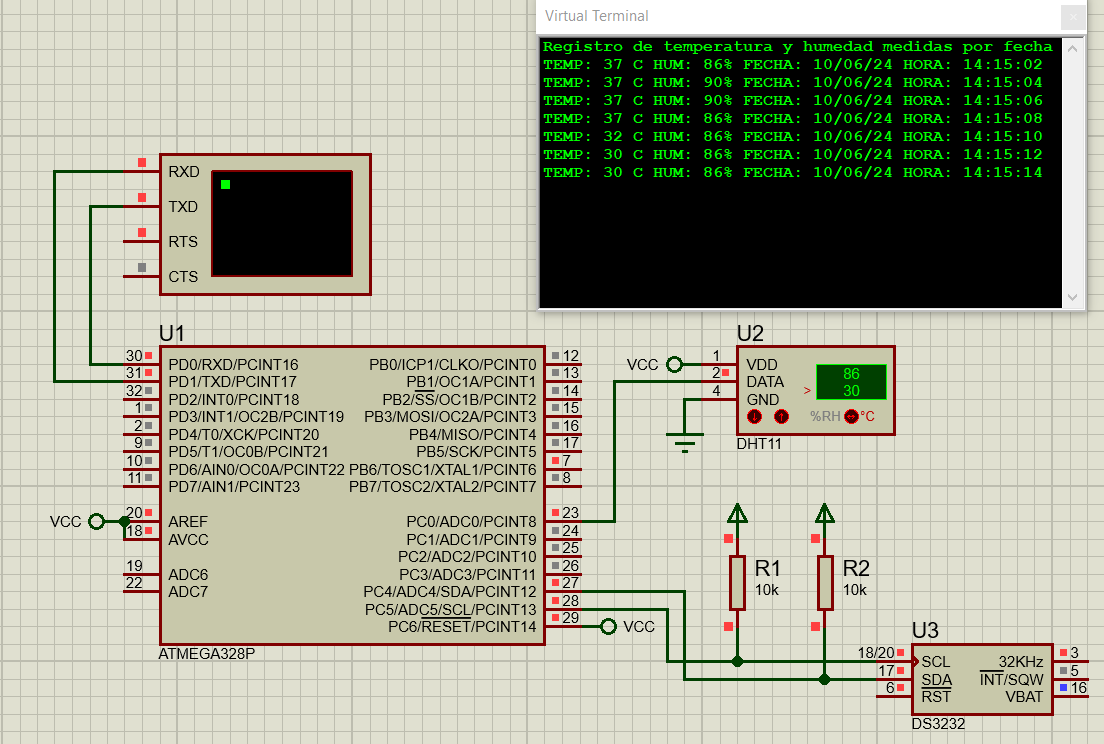 Virtual Terminal
Registro de temperatura y humedad medidas por fecha
TEMP: 37 C HUM: 86% FECHA: 10/06/24 HORA: 14:15:02
TEMP: 37 C HUM: 90% FECHA: 10/06/24 HORA: 14:15:04
TEMP: 37 C HUM: 90% FECHA: 10/06/24 HORA: 14:15:06
TEMP: 37 C HUM: 86% FECHA: 10/06/24 HORA: 14:15:08
TEMP: 32 C HUM: 86% FECHA: 10/06/24 HORA: 14:15:10
TEMP: 30 C HUM: 86% FECHA: 10/06/24 HORA: 14:15:12
TEMP: 30 C HUM: 86% FECHA: 10/06/24 HORA: 14:15:14
RXD
TXD
RTS
CTS
U1
30 PD0/RXD/PCINT16 PB0/ICP1/CLKO/PCINT0 12
31 PD1/TXD/PCINT17 PB1/OC1A/PCINT1 13
32 PD2/INT0/PCINT18 PB2/SS/OC1B/PCINT2 14
1 PD3/INT1/OC2B/PCINT19 PB3/MOSI/OC2A/PCINT3 15
2 PD4/T0/XCK/PCINT20 PB4/MISO/PCINT4 16
9 PD5/T1/OC0B/PCINT21 PB5/SCK/PCINT5 17
10 PD6/AIN0/OC0A/PCINT22 PB6/TOSC1/XTAL1/PCINT6 7
11 PD7/AIN1/PCINT23 PB7/TOSC2/XTAL2/PCINT7 8
VCC 20 AREF PC0/ADC0/PCINT8 23
18 AVCC PC1/ADC1/PCINT9 24
PC2/ADC2/PCINT10 25
19 ADC6 PC3/ADC3/PCINT11 26
22 ADC7 PC4/ADC4/SDA/PCINT12 27
PC5/ADC5/SCL/PCINT13 28
PC6/RESET/PCINT14 29 VCC
ATMEGA328P
U2
VCC 1 VDD 86
2 DATA > 30
4 GND
%RH °C
DHT11
R1
10k
R2
10k
U3
18/20 SCL 32KHz 3
17 SDA INT/SQW 5
6 RST VBAT 16
DS3232